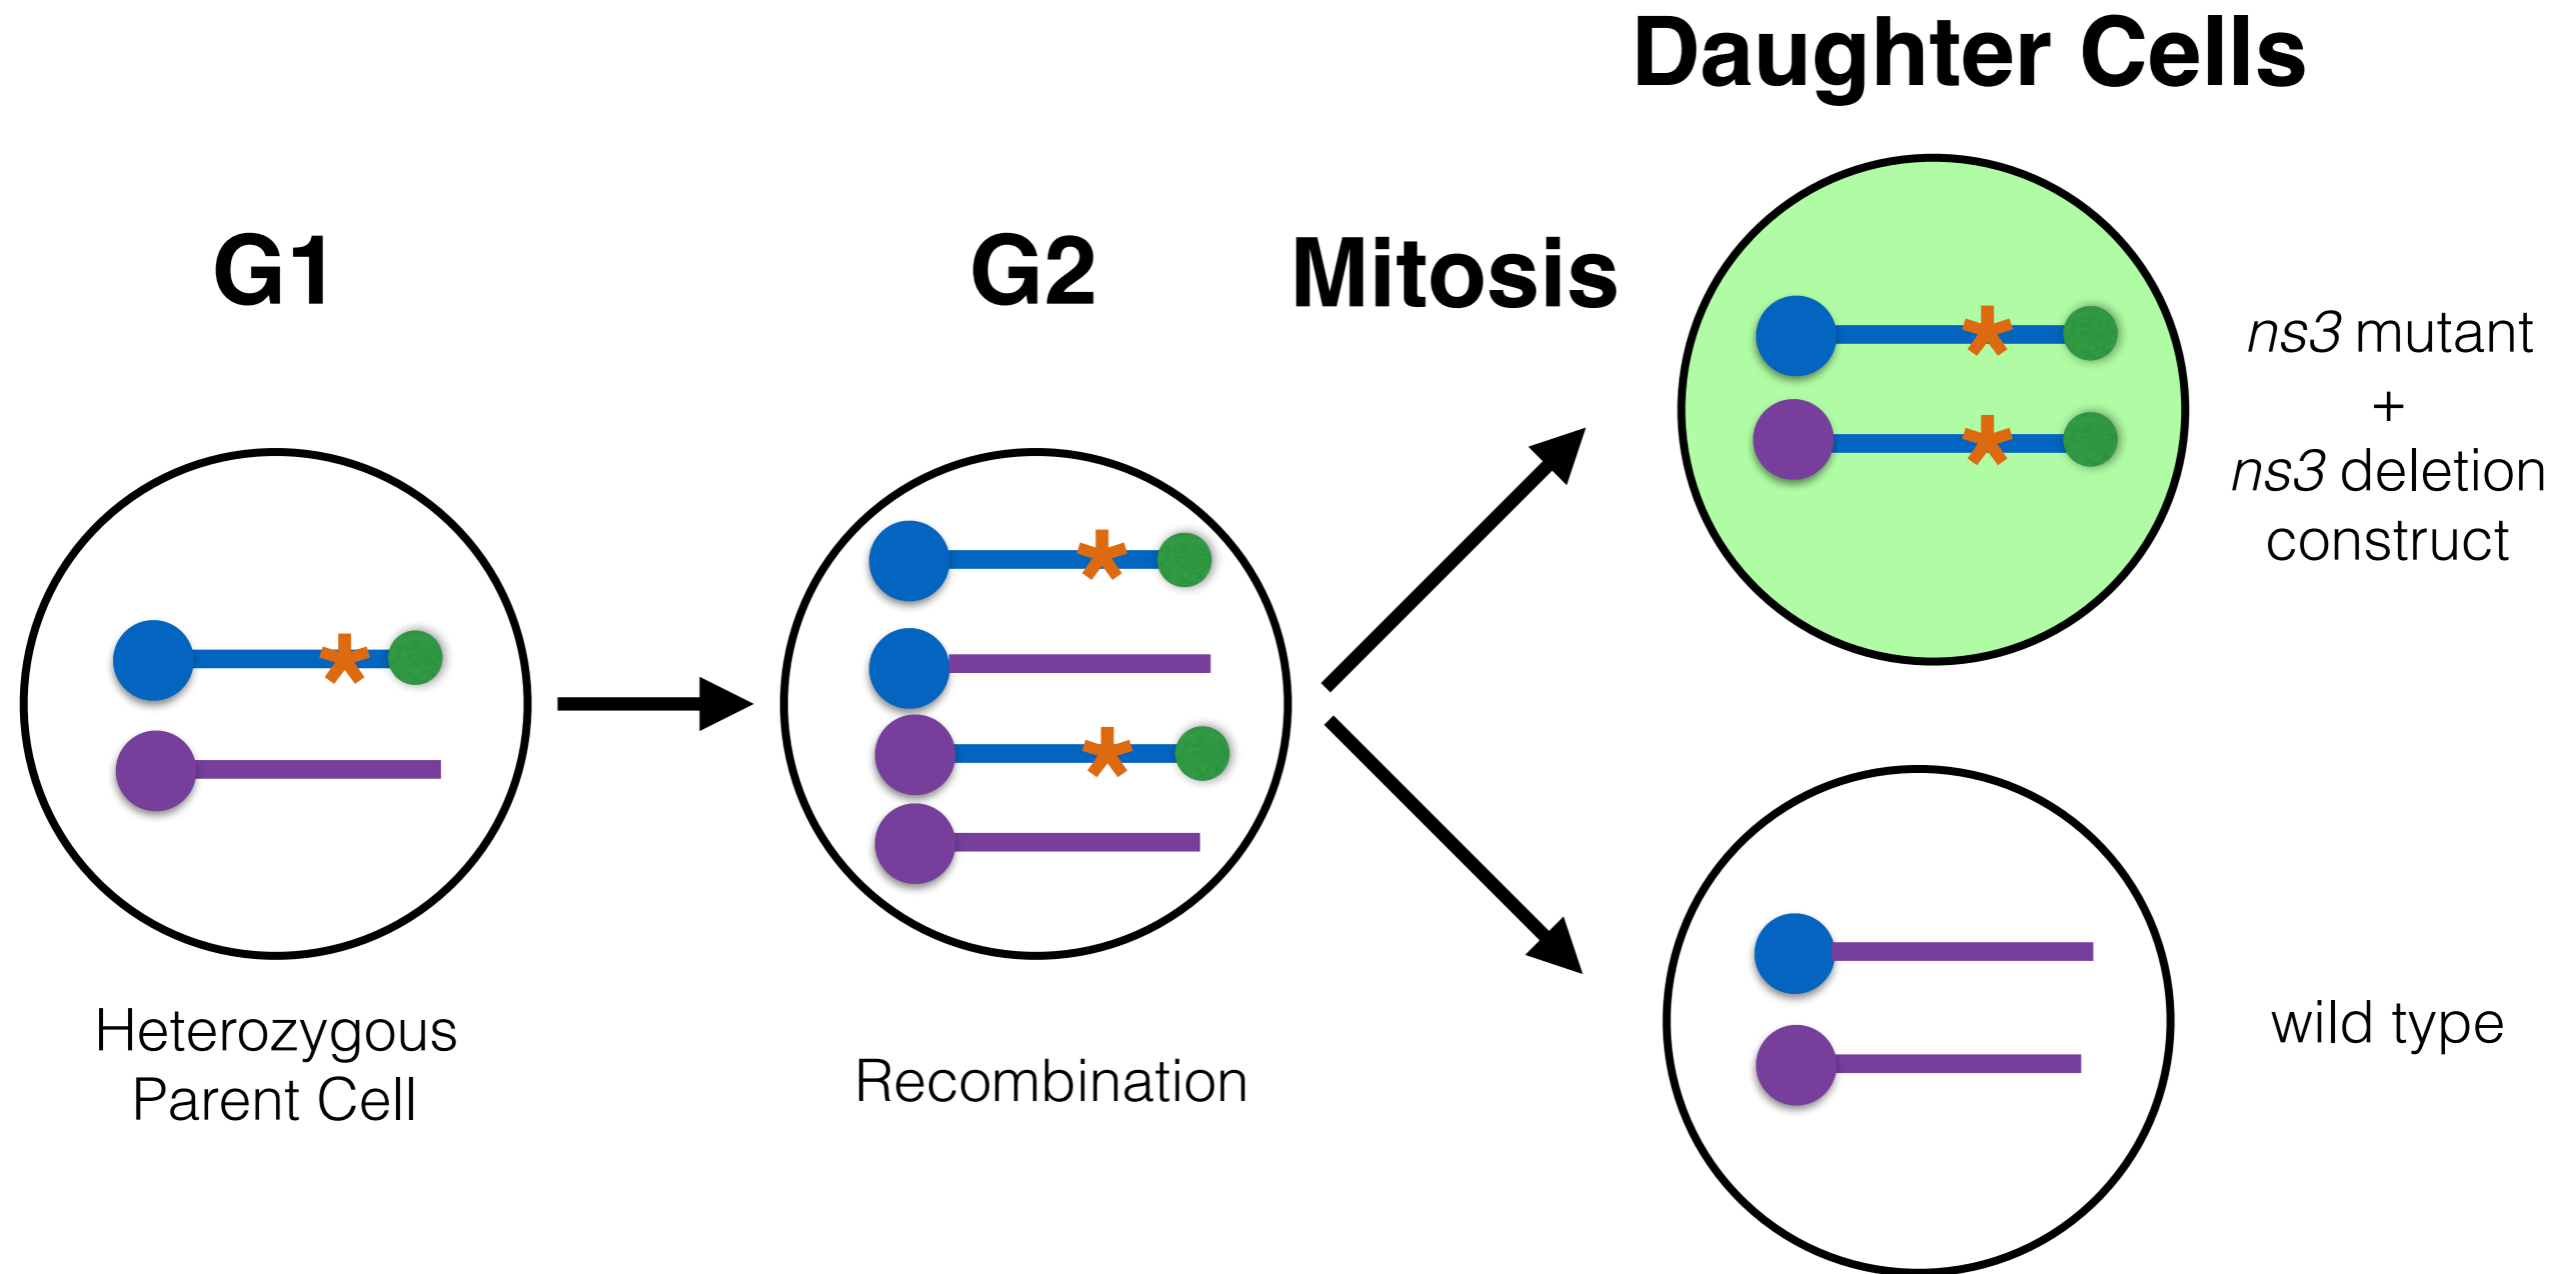 Daughter Cells
G1
G2
Mitosis
ns3 mutant
+
ns3 deletion
construct
Heterozygous
Parent Cell
Recombination
wild type